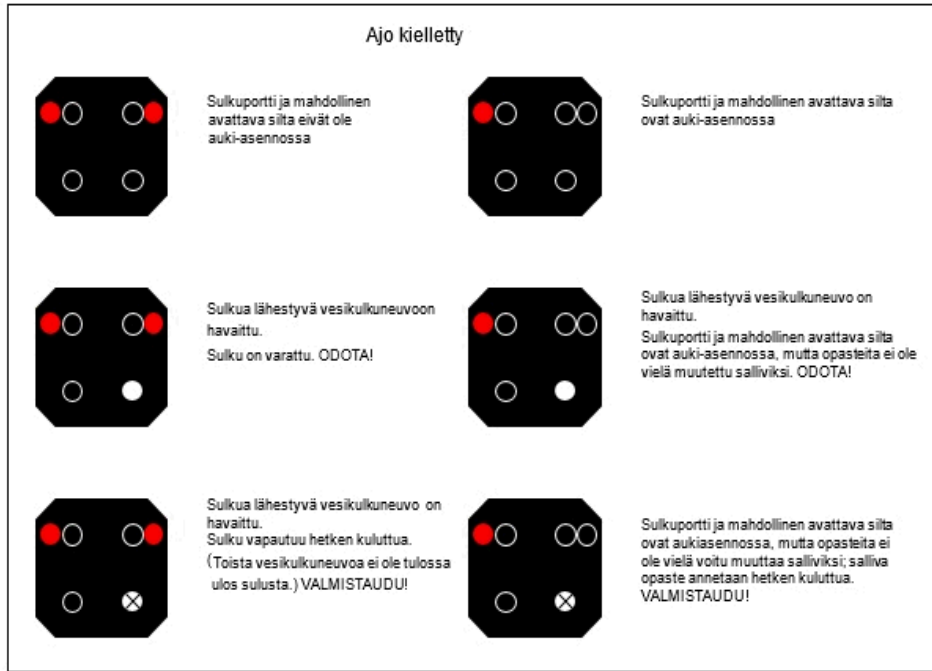 Ajo kielletty
Sulkuportti ja mahdollinen
avattava silta eivät ole
auki-asennossa
Sulkuportti ja mahdollinen avattava silta
ovat auki-asennossa
Sulkua lähestyvä vesikulkuneuvoon
havaittu.
Sulku on varattu. ODOTA!
Sulkua lähestyvä vesikulkuneuvo on
havaittu.
Sulkuportti ja mahdollinen avattava silta
ovat auki-asennossa, mutta opasteita ei ole
vielä muutettu salliviksi. ODOTA!
Sulkua lähestyvä vesikulkuneuvo on
havaittu.
Sulku vapautuu hetken kuluttua.
(Toista vesikulkuneuvoa ei ole tulossa
ulos sulusta.) VALMISTAUDU!
Sulkuportti ja mahdollinen avattava silta
ovat aukiasennossa, mutta opasteita ei
ole vielä voitu muuttaa salliviksi; salliva
opaste annetaan hetken kuluttua.
VALMISTAUDU!